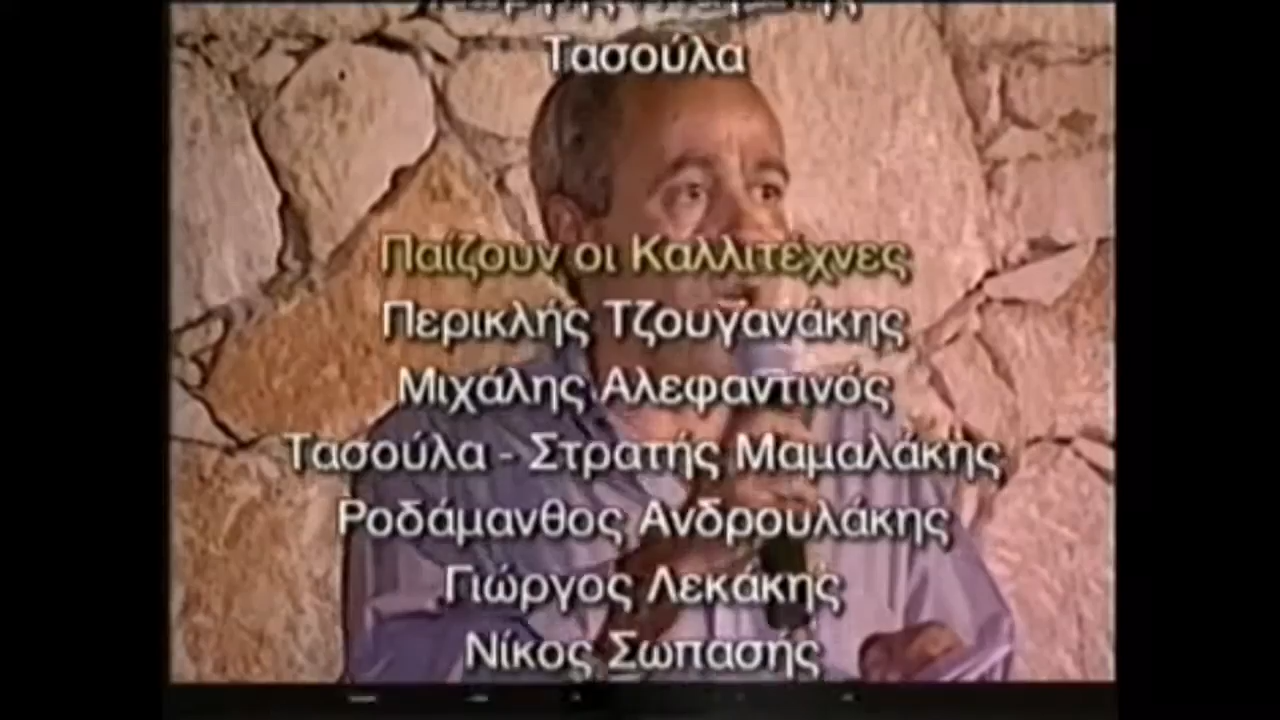 Τασούλα
Παίζουν οι Καλλιτέχνες
Περικλής Τζουγανάκης
Μιχάλης Αλεφαντινός
Τασούλα - Στρατής Μαμαλάκης
Ροδάμανθος Ανδρουλάκης
Γιώργος Λεκάκης
Νίκος Σωπασής